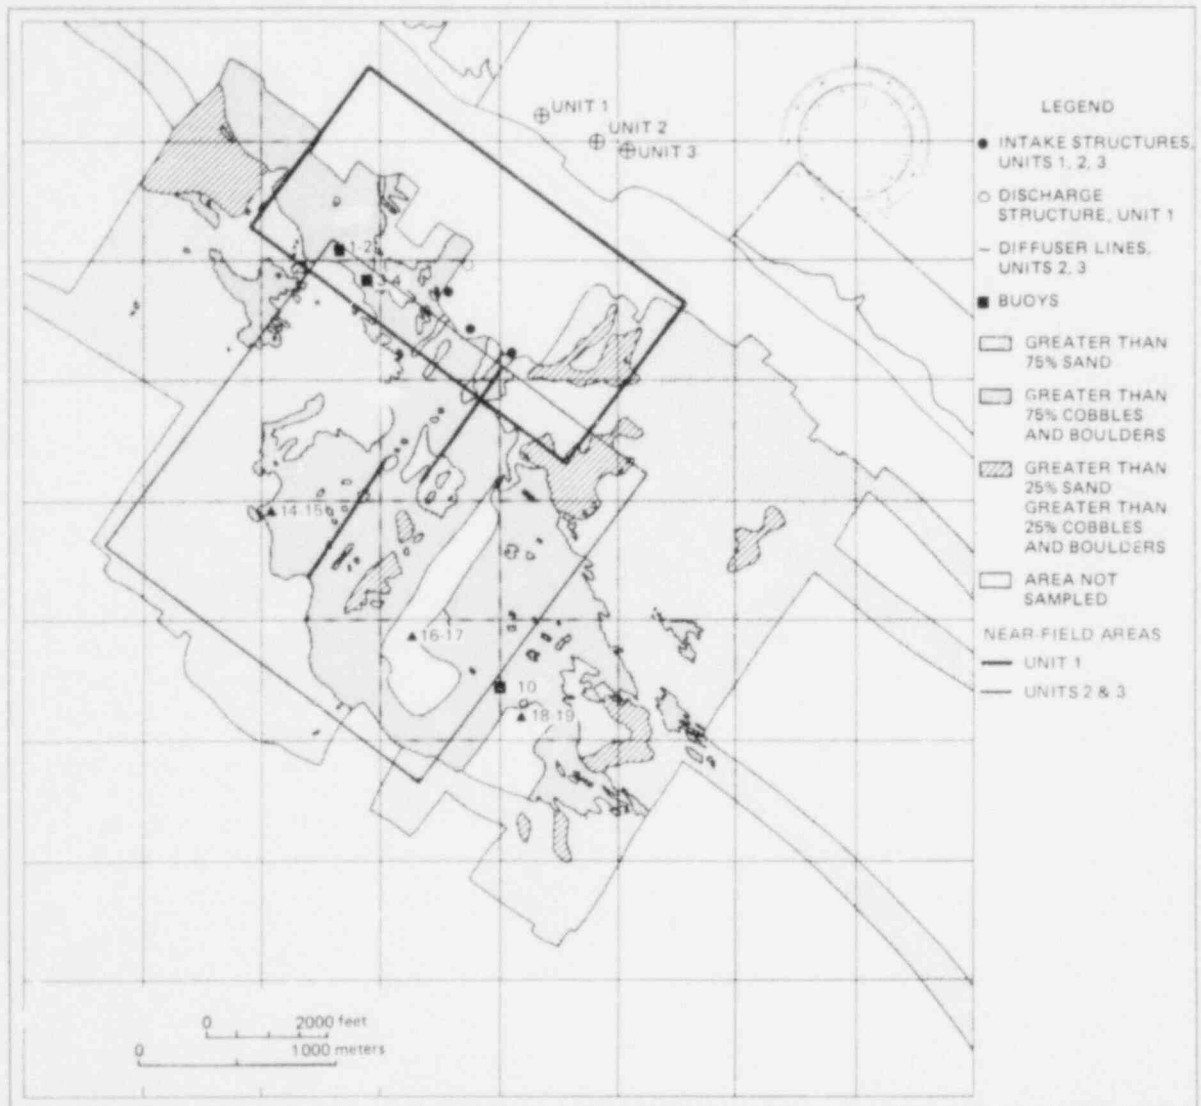 UNIT 1
UNIT 2
UNIT 3
1-2
3-4
14-15
16-17
10
18-19
0 2000 feet
0 1000 meters
LEGEND
INTAKE STRUCTURES,
UNITS 1, 2, 3
DISCHARGE
STRUCTURE, UNIT 1
DIFFUSER LINES,
UNITS 2, 3
BUOYS
GREATER THAN
75% SAND
GREATER THAN
75% COBBLES
AND BOULDERS
GREATER THAN
25% SAND
GREATER THAN
25% COBBLES
AND BOULDERS
AREA NOT
SAMPLED
NEAR-FIELD AREAS
UNIT 1
UNITS 2 & 3